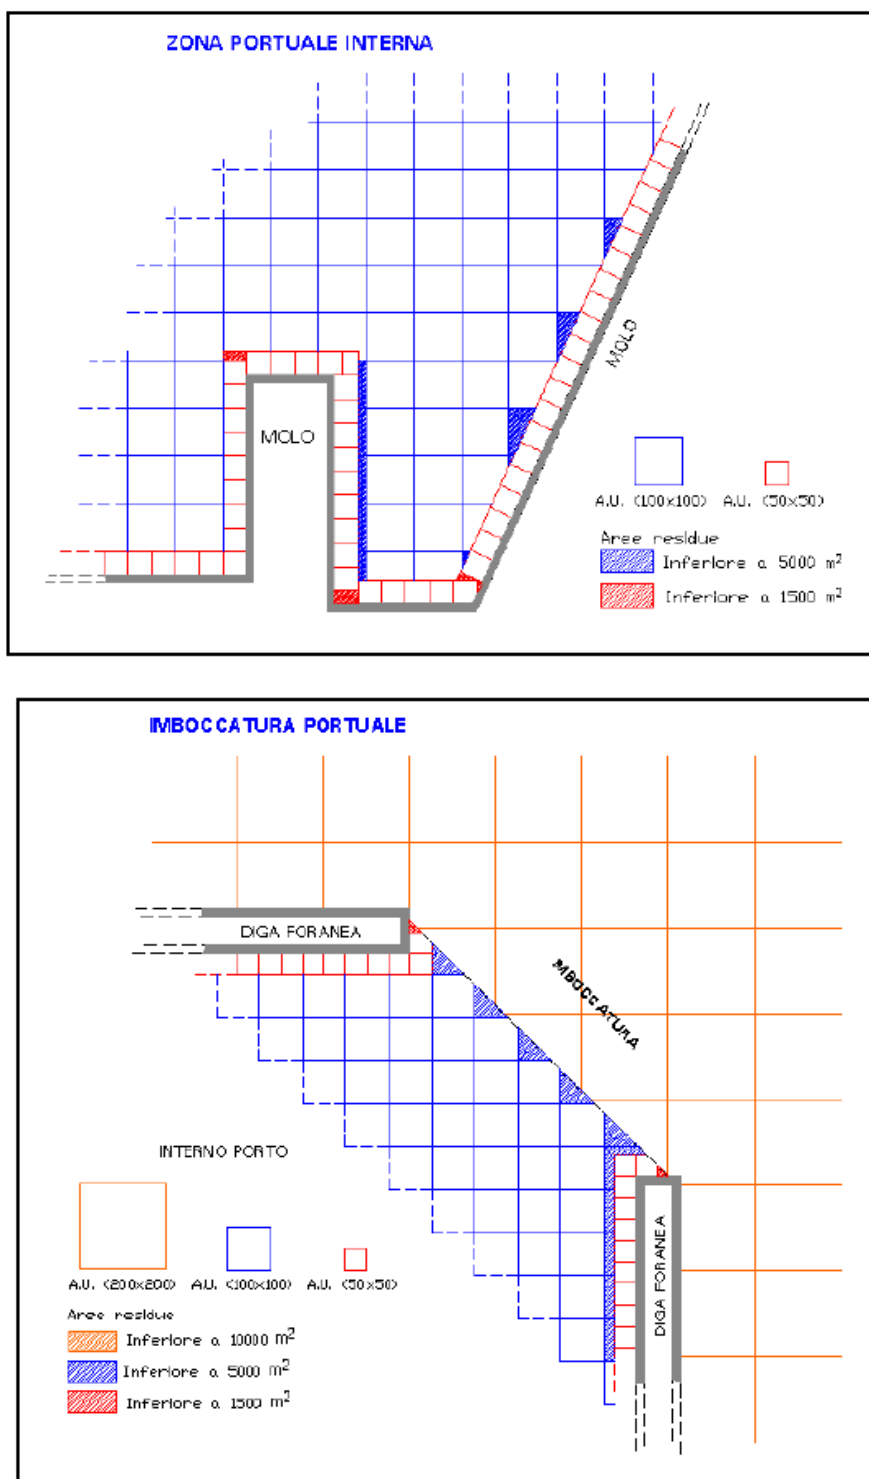 ZONA PORTUALE INTERNA
MOLO
MOLO
A.U. (100x100) A.U. (50x50)
Aree residue
Inferiore a 5000 m²
Inferiore a 1500 m²
IMBOCCATURA PORTUALE
DIGA FORANEA
MBOCCATURA
INTERNO PORTO
DIGA FORANEA
A.U. (200x200) A.U. (100x100) A.U. (50x50)
Aree residue
Inferiore a 10000 m²
Inferiore a 5000 m²
Inferiore a 1500 m²